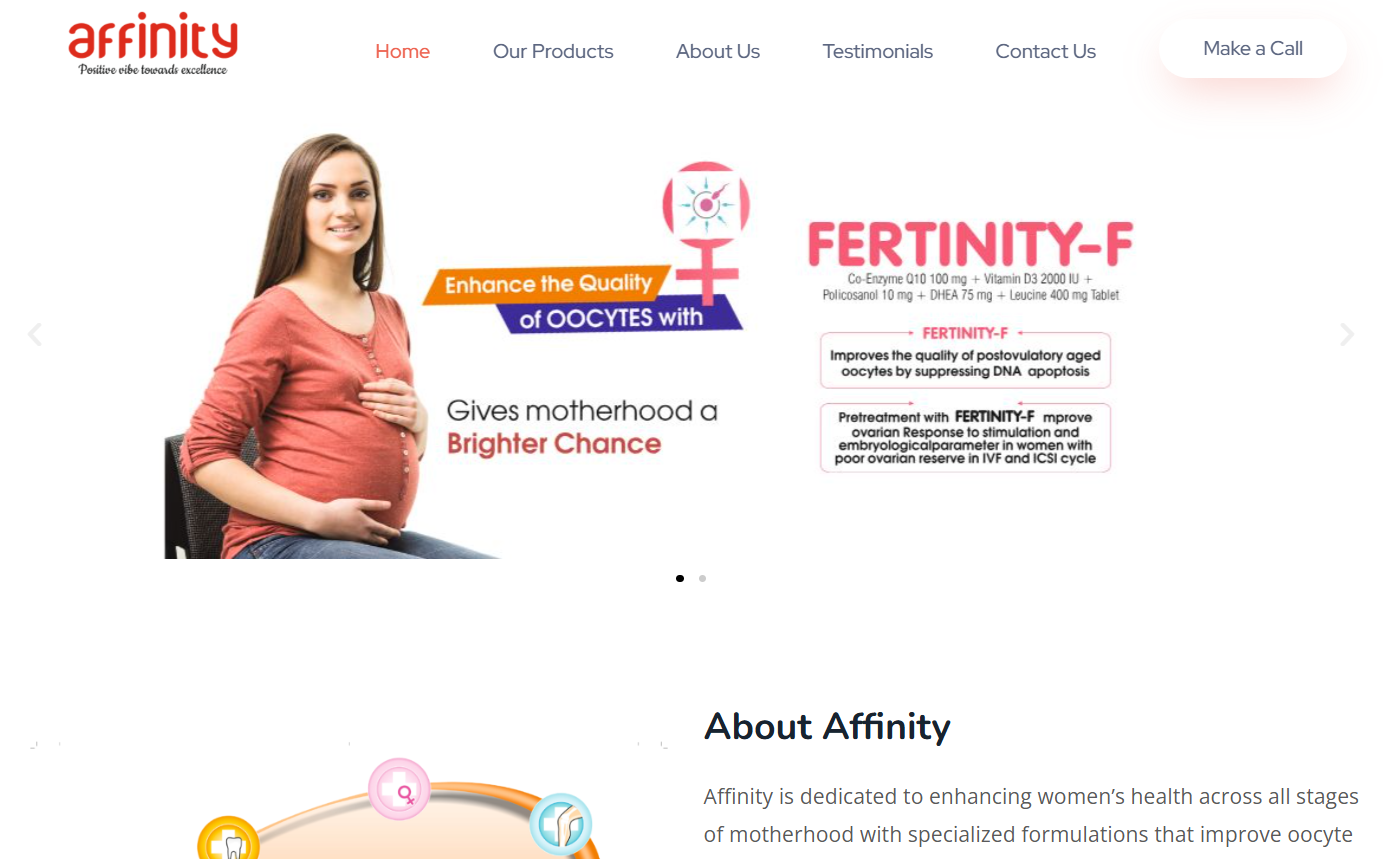 affinity
Positive vibe towards excellence
Home
Our Products
About Us
Testimonials
Contact Us
Make a Call
Enhance the Quality
of OOCYTES with
Gives motherhood a
Brighter Chance
FERTINITY-F
Co-Enzyme Q10 100 mg + Vitamin D3 2000 IU +
Policosanol 10 mg + DHEA 75 mg + Leucine 400 mg Tablet
FERTINITY-F
Improves the quality of postovulatory aged
oocytes by suppressing DNA apoptosis
Pretreatment with FERTINITY-F mprove
ovarian Response to stimulation and
embryologicalparameter in women with
poor ovarian reserve in IVF and ICSI cycle
About Affinity
Affinity is dedicated to enhancing women’s health across all stages
of motherhood with specialized formulations that improve oocyte